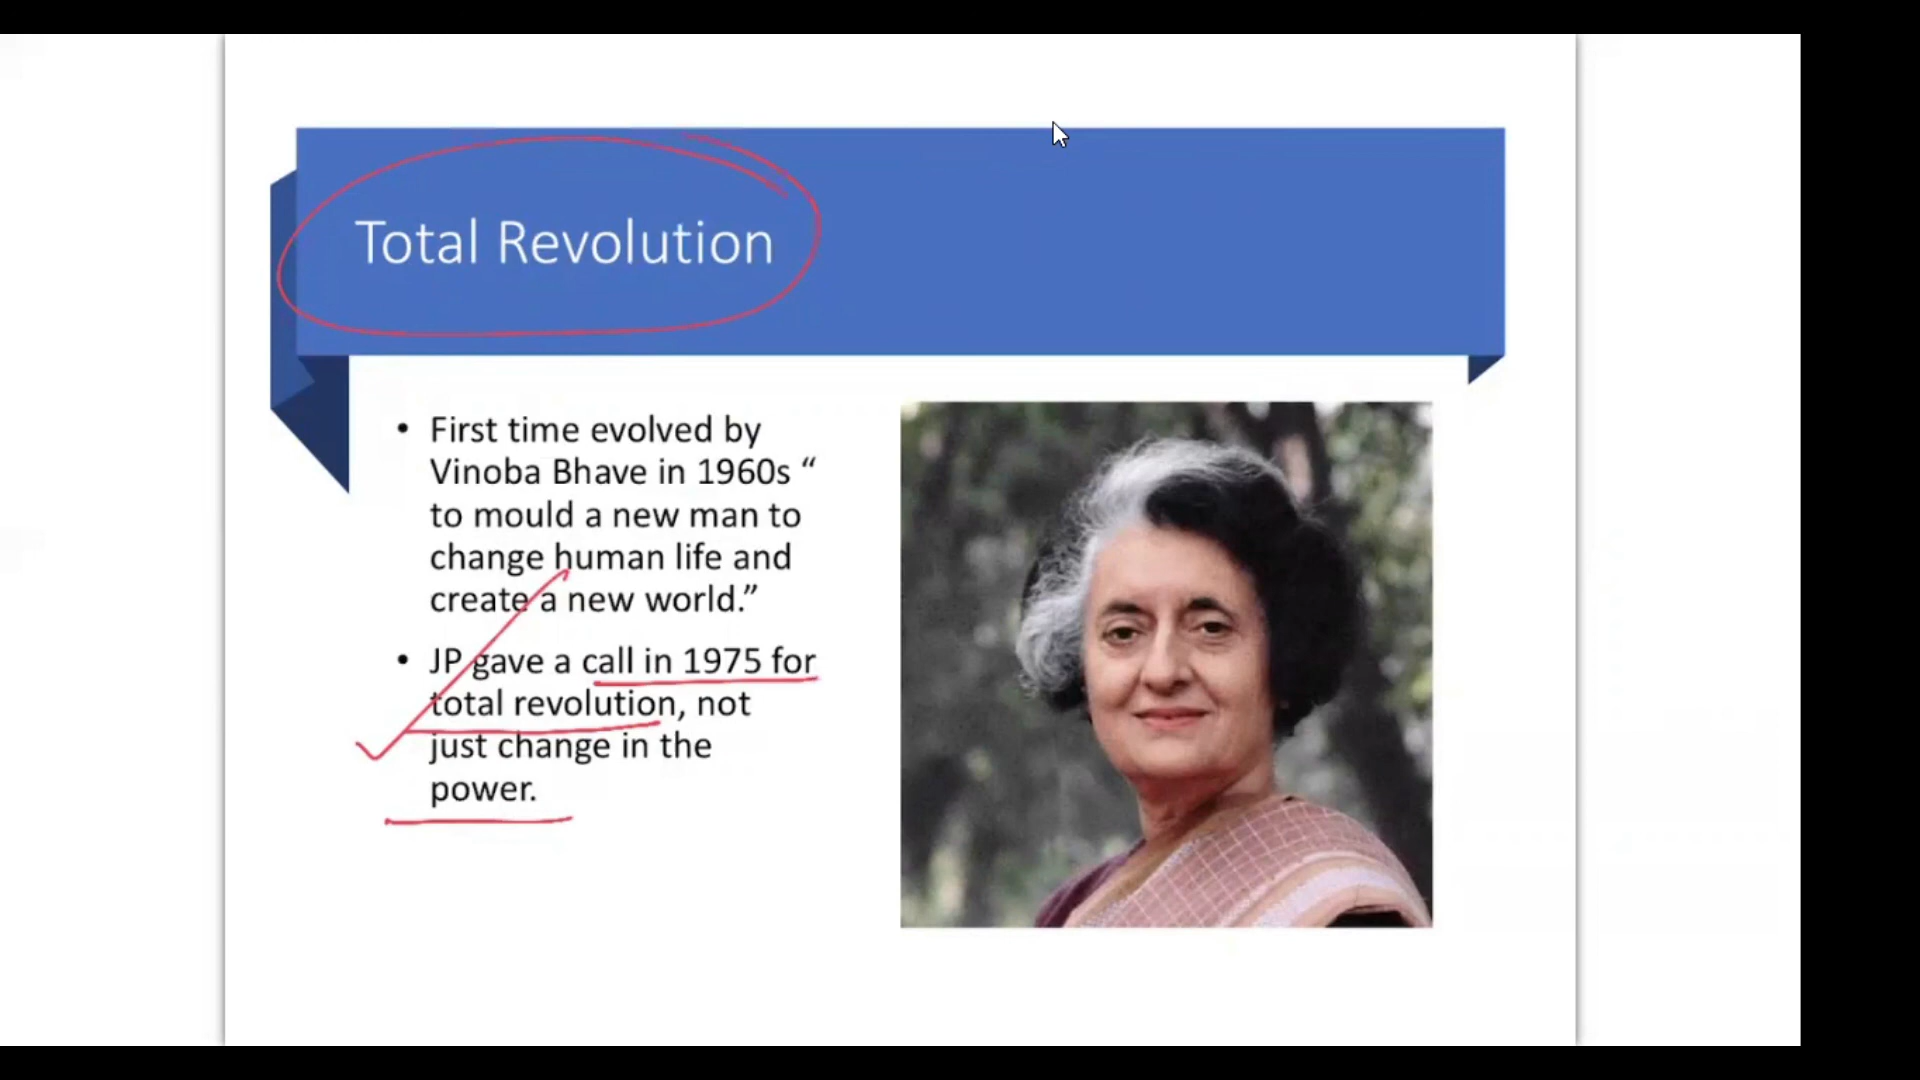 Total Revolution
• First time evolved by
Vinoba Bhave in 1960s “
to mould a new man to
change human life and
create a new world.”
• JP gave a call in 1975 for
total revolution, not
just change in the
power.